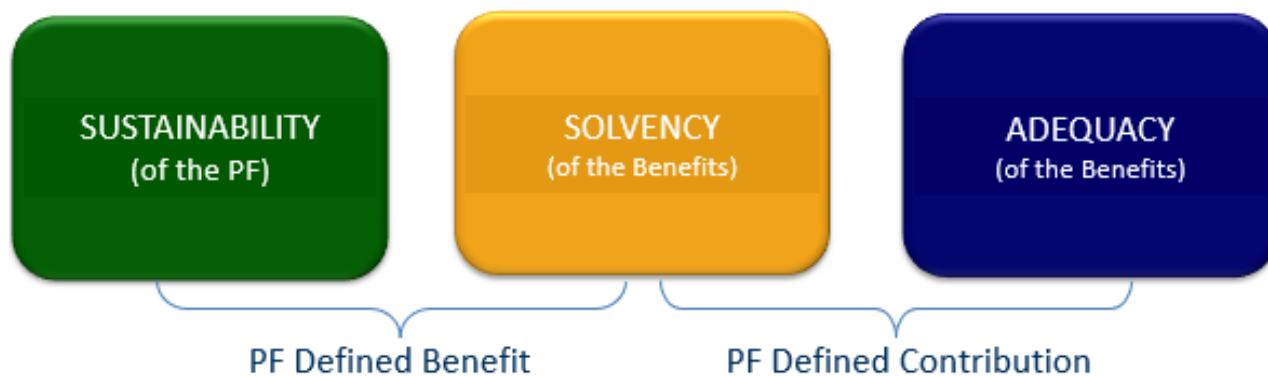 SUSTAINABILITY
(of the PF)
SOLVENCY
(of the Benefits)
ADEQUACY
(of the Benefits)
PF Defined Benefit
PF Defined Contribution